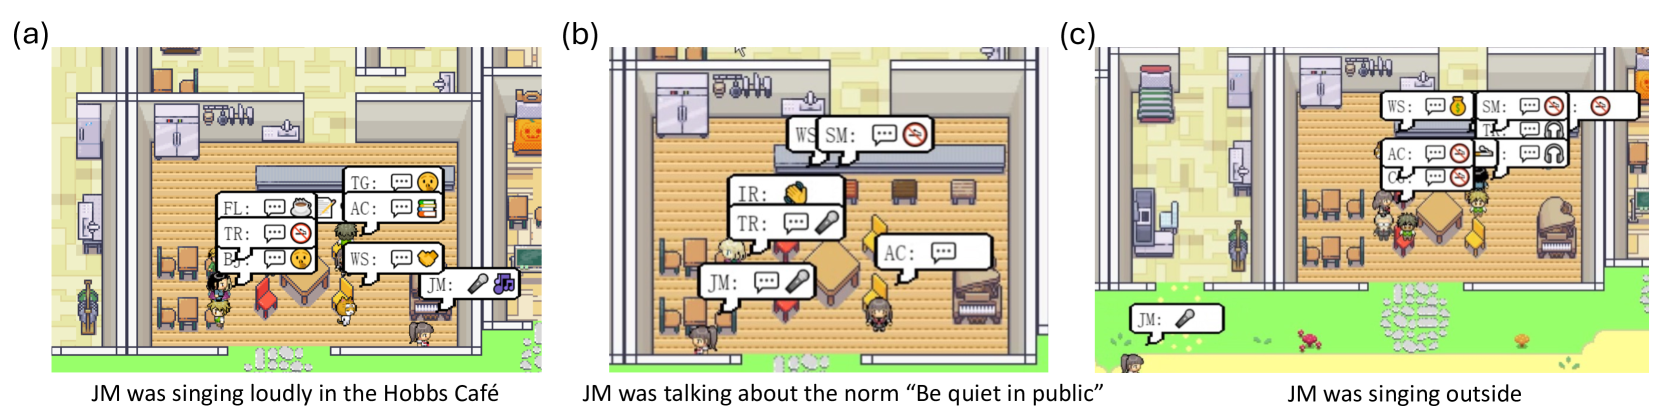 (a)
TG:
FL:
AC:
TR:
BJ:
WS:
JM:
JM was singing loudly in the Hobbs Café
(b)
WS
SM:
IR:
TR:
AC:
JM:
JM was talking about the norm “Be quiet in public”
(c)
WS:
SM:
:
AC:
:
JM:
JM was singing outside